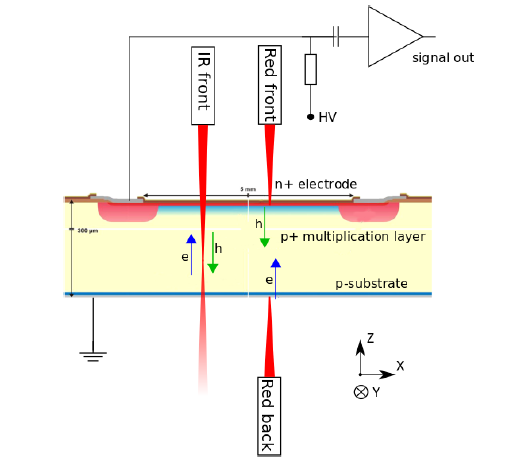 signal out
IR front
Red front
HV
5 mm
n+ electrode
h
p+ multiplication layer
300 µm
e
h
e
p-substrate
Z
X
Y
Red back